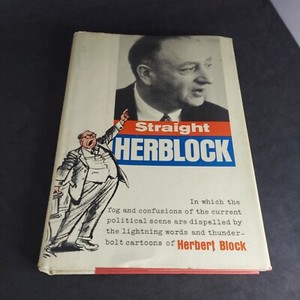 Straight
HERBLOCK
In which the
fog and confusions of the current
political scene are dispelled by
the lightning words and thunder-
bolt cartoons of Herbert Block